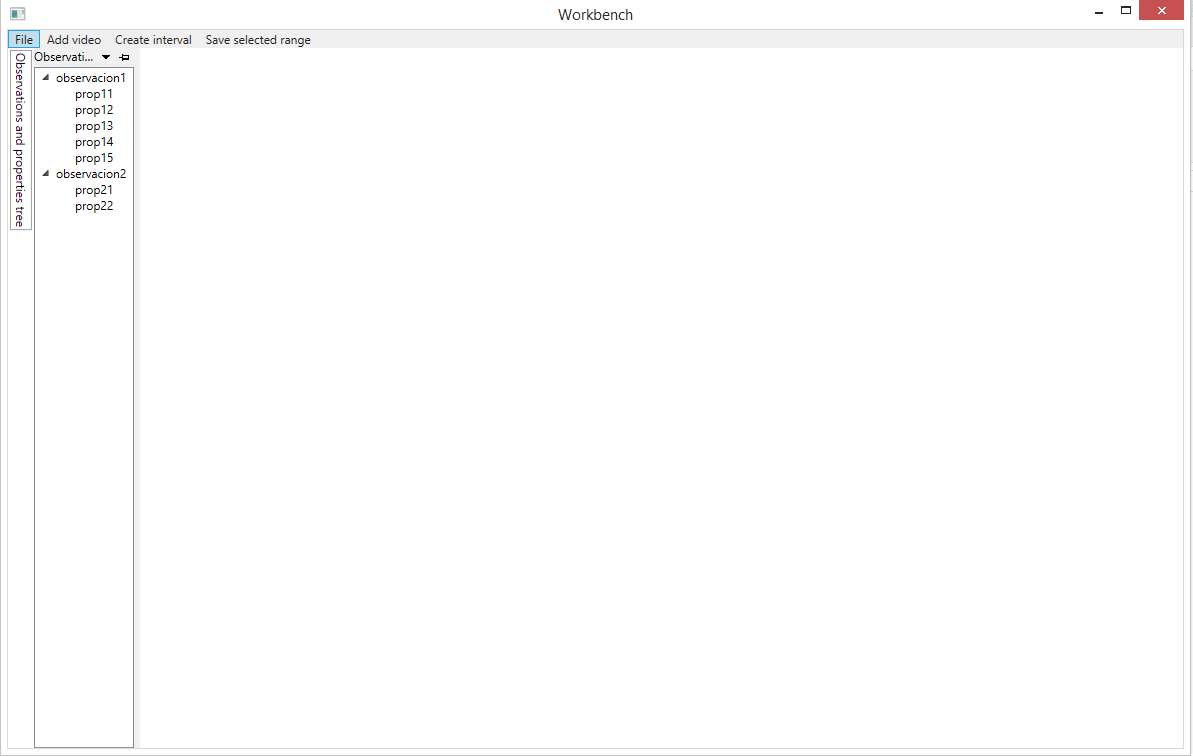 Workbench
File Add video Create interval Save selected range
Observations and properties tree
Observati...
observacion1
prop11
prop12
prop13
prop14
prop15
observacion2
prop21
prop22